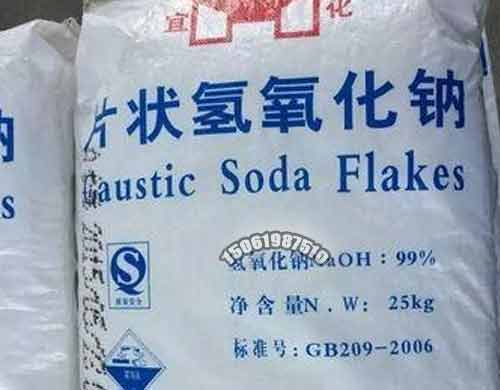 宜 化
片状氢氧化钠
Caustic Soda Flakes
15061987510
氢氧化钠NaOH：99%
净含量N.W：25kg
标准号：GB209-2006
钠
s